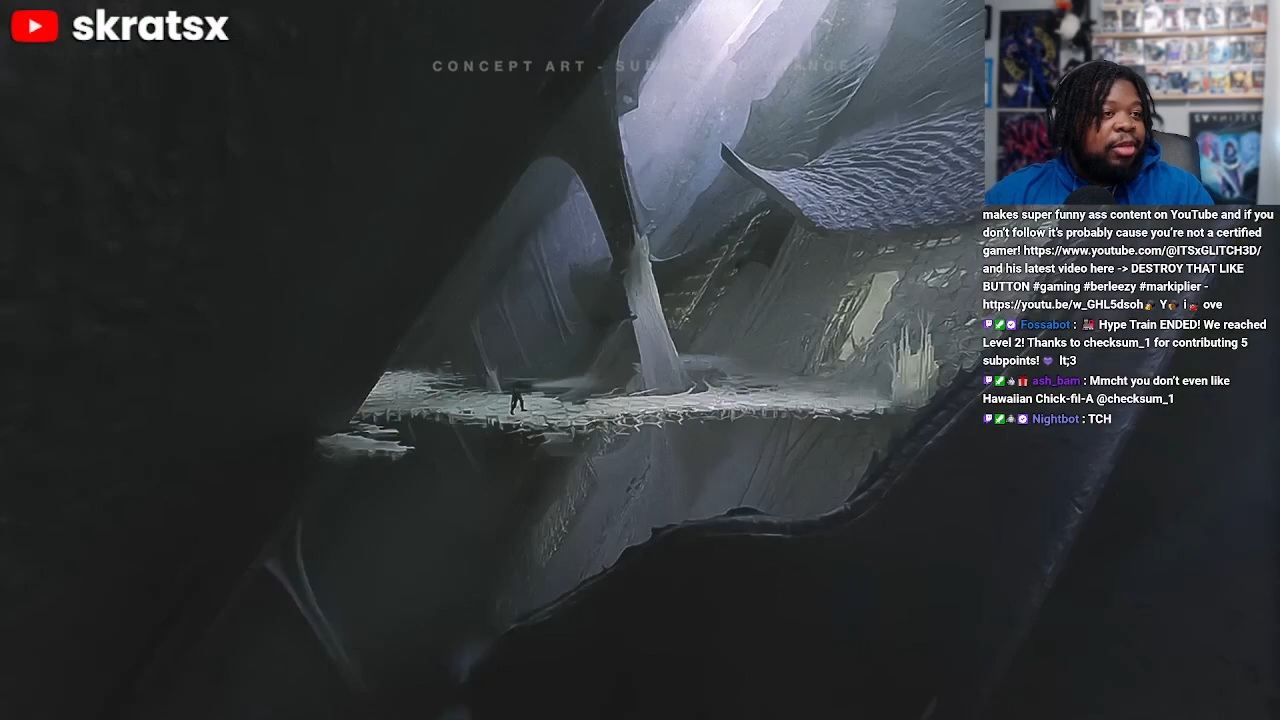 skratsx
CONCEPT ART -
makes super funny ass content on YouTube and if you
don't follow it's probably cause you're not a certified
gamer! https://www.youtube.com/@ITSxGLITCH3D/
and his latest video here -> DESTROY THAT LIKE
BUTTON #gaming #berleezy #markiplier -
https://youtu.be/w_GHL5dsoh Y i ove
Fossabot : Hype Train ENDED! We reached
Level 2! Thanks to checksum_1 for contributing 5
subpoints! 💜 lt;3
ash_bam : Mmcht you don't even like
Hawaiian Chick-fil-A @checksum_1
Nightbot : TCH